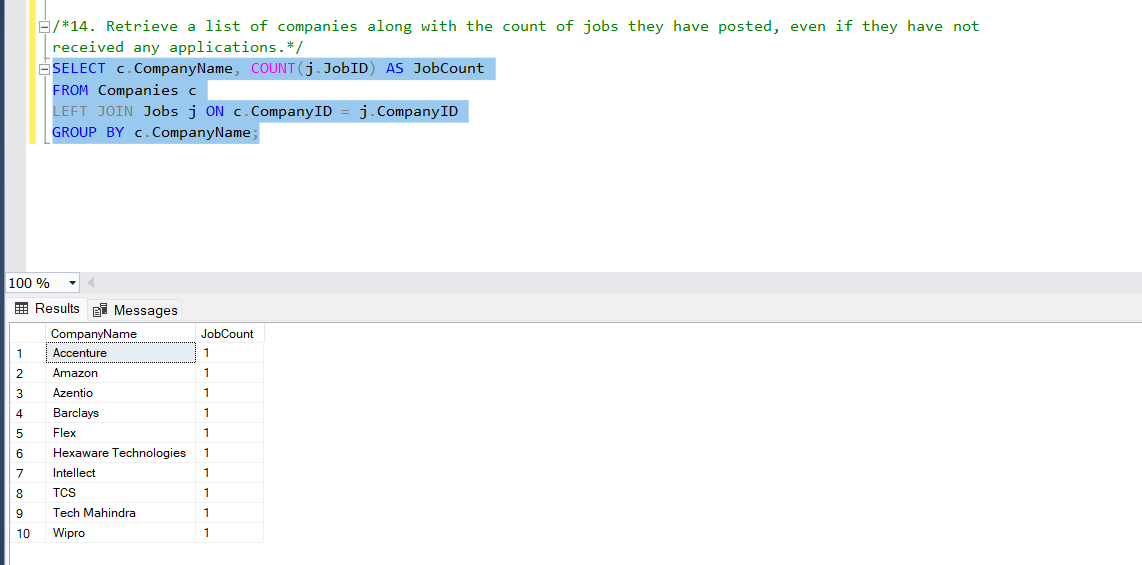 /*14. Retrieve a list of companies along with the count of jobs they have posted, even if they have not
received any applications.*/
SELECT c.CompanyName, COUNT(j.JobID) AS JobCount
FROM Companies c
LEFT JOIN Jobs j ON c.CompanyID = j.CompanyID
GROUP BY c.CompanyName;
100 %
Results Messages
CompanyName JobCount
1 Accenture 1
2 Amazon 1
3 Azentio 1
4 Barclays 1
5 Flex 1
6 Hexaware Technologies 1
7 Intellect 1
8 TCS 1
9 Tech Mahindra 1
10 Wipro 1